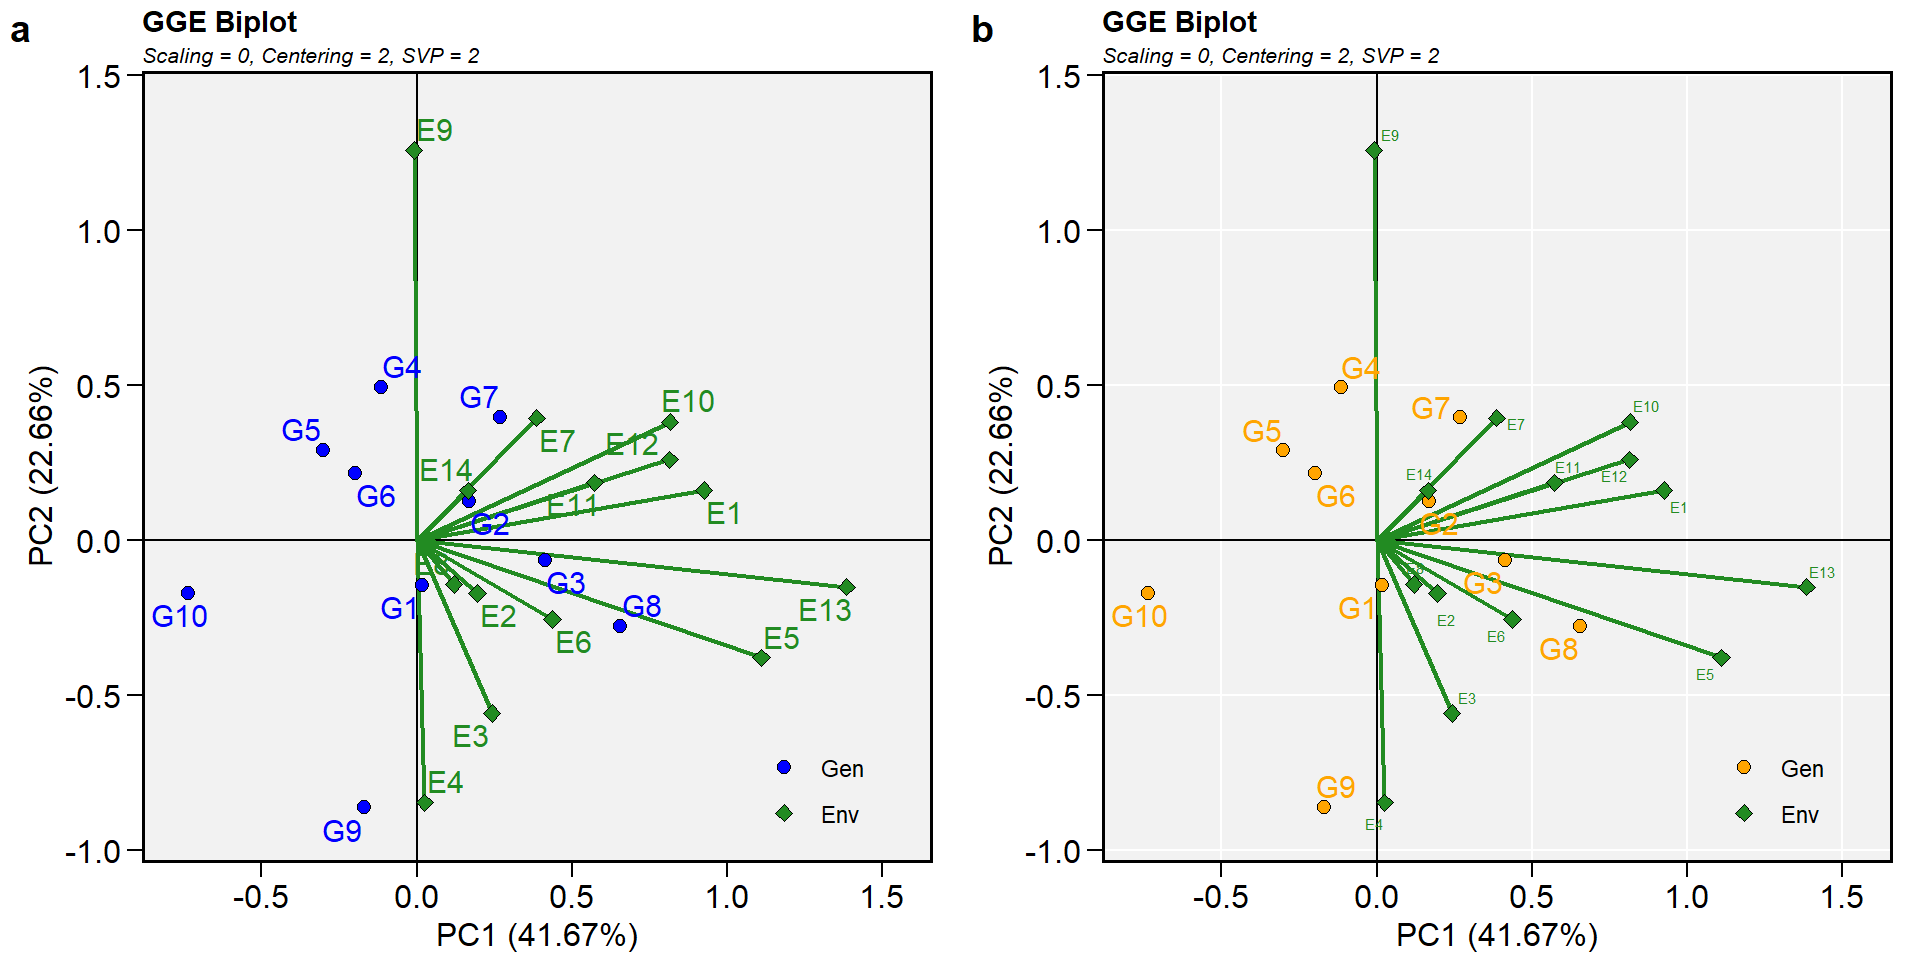 a
GGE Biplot
Scaling = 0, Centering = 2, SVP = 2
1.5
1.0
0.5
0.0
-0.5
-1.0
PC2 (22.66%)
E9
G4
G7
E10
G5
E7
E12
E14
G6
E11
E1
G2
G3
G10
G1
E2
G8
E13
E6
E5
E3
E4
G9
Gen
Env
-0.5
0.0
0.5
1.0
1.5
PC1 (41.67%)
b
GGE Biplot
Scaling = 0, Centering = 2, SVP = 2
1.5
1.0
0.5
0.0
-0.5
-1.0
PC2 (22.66%)
E9
G4
G7
E10
E7
G5
E11
E14
E12
G6
E1
G2
E8
E13
G3
G10
G1
E2
E6
G8
E5
E3
G9
E4
Gen
Env
-0.5
0.0
0.5
1.0
1.5
PC1 (41.67%)